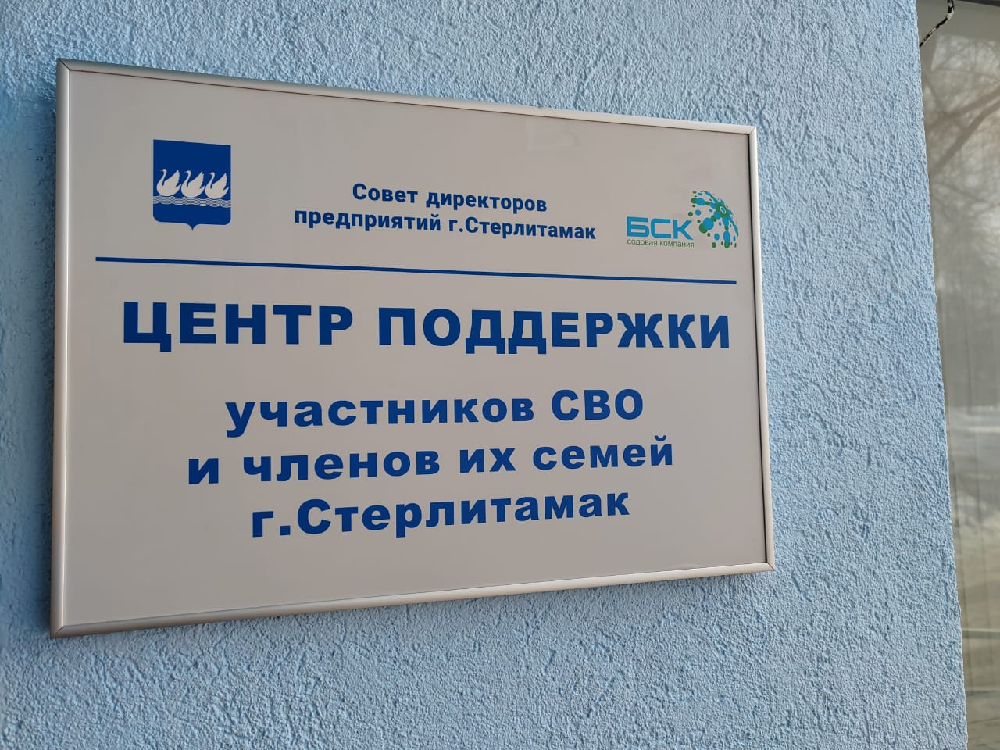 Совет директоров
предприятий г.Стерлитамак
БСК
содовая компания
ЦЕНТР ПОДДЕРЖКИ
участников СВО
и членов их семей
г.Стерлитамак